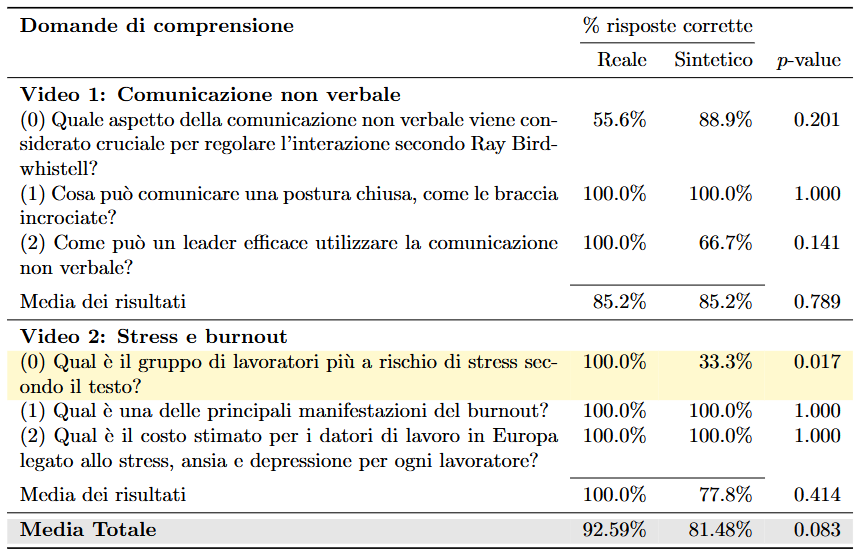 Domande di comprensione % risposte corrette
Reale Sintetico p-value
Video 1: Comunicazione non verbale
(0) Quale aspetto della comunicazione non verbale viene con- 55.6% 88.9% 0.201
siderato cruciale per regolare l'interazione secondo Ray Bird-
whistell?
(1) Cosa può comunicare una postura chiusa, come le braccia 100.0% 100.0% 1.000
incrociate?
(2) Come può un leader efficace utilizzare la comunicazione 100.0% 66.7% 0.141
non verbale?
Media dei risultati 85.2% 85.2% 0.789
Video 2: Stress e burnout
(0) Qual è il gruppo di lavoratori più a rischio di stress sec- 100.0% 33.3% 0.017
ondo il testo?
(1) Qual è una delle principali manifestazioni del burnout? 100.0% 100.0% 1.000
(2) Qual è il costo stimato per i datori di lavoro in Europa 100.0% 100.0% 1.000
legato allo stress, ansia e depressione per ogni lavoratore?
Media dei risultati 100.0% 77.8% 0.414
Media Totale 92.59% 81.48% 0.083